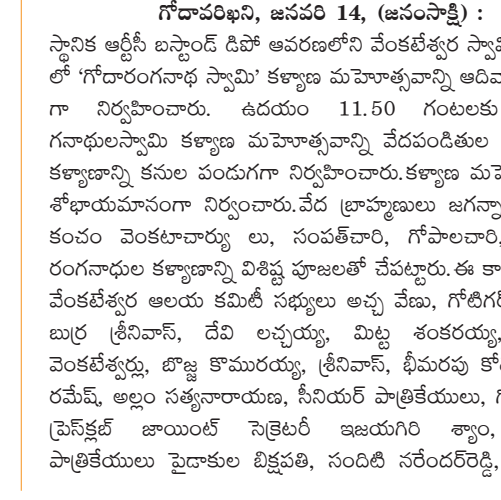 గోదావరిఖని, జనవరి 14, (జనంసాక్షి) :
స్థానిక ఆర్టీసీ బస్టాండ్ డిపో ఆవరణలోని వేంకటేశ్వర
లో ‘గోదారంగనాథ స్వామి’ కళ్యాణ మహెూత్సవాన్ని
గా నిర్వహించారు. ఉదయం 11.50 గంటలకు
గనాథులస్వామి కళ్యాణ మహెూత్సవాన్ని వేదపండితుల
కళ్యాణాన్ని కనుల పండుగగా నిర్వహించారు.కళ్యాణ
శోభాయమానంగా నిర్వంచారు.వేద బ్రాహ్మణులు
కంచం వెంకటాచార్యు లు, సంపత్‌చారి, గోపాలచారి,
రంగనాధుల కళ్యాణాన్ని విశిష్ట పూజలతో చేపట్టారు.ఈ
వేంకటేశ్వర ఆలయ కమిటీ సభ్యులు అచ్చ వేణు,
బుర్ర శ్రీనివాస్, దేవి లచ్చయ్య, మిట్ట శంకరయ్య,
వెంకటేశ్వర్లు, బొజ్జ కొమురయ్య, శ్రీనివాస్, భీమరపు
రమేష్, అల్లం సత్యనారాయణ, సీనియర్ పాత్రికేయులు,
ప్రెస్‌క్లబ్ జాయింట్ సెక్రెటరీ ఇజయగిరి శ్యాం,
పాత్రికేయులు పైడాకుల బిక్షపతి, సందిటి నరేందర్‌రెడ్డి,